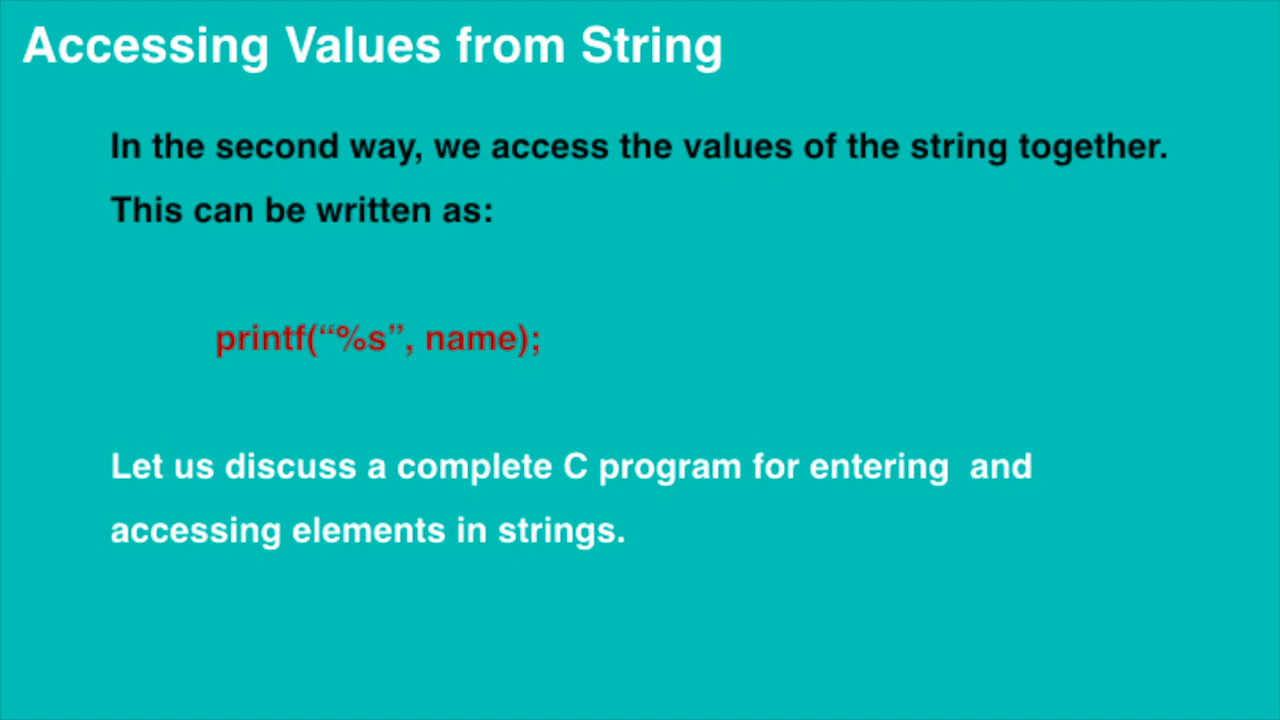 Accessing Values from String
In the second way, we access the values of the string together.
This can be written as:
printf(“%s”, name);
Let us discuss a complete C program for entering  and
accessing elements in strings.